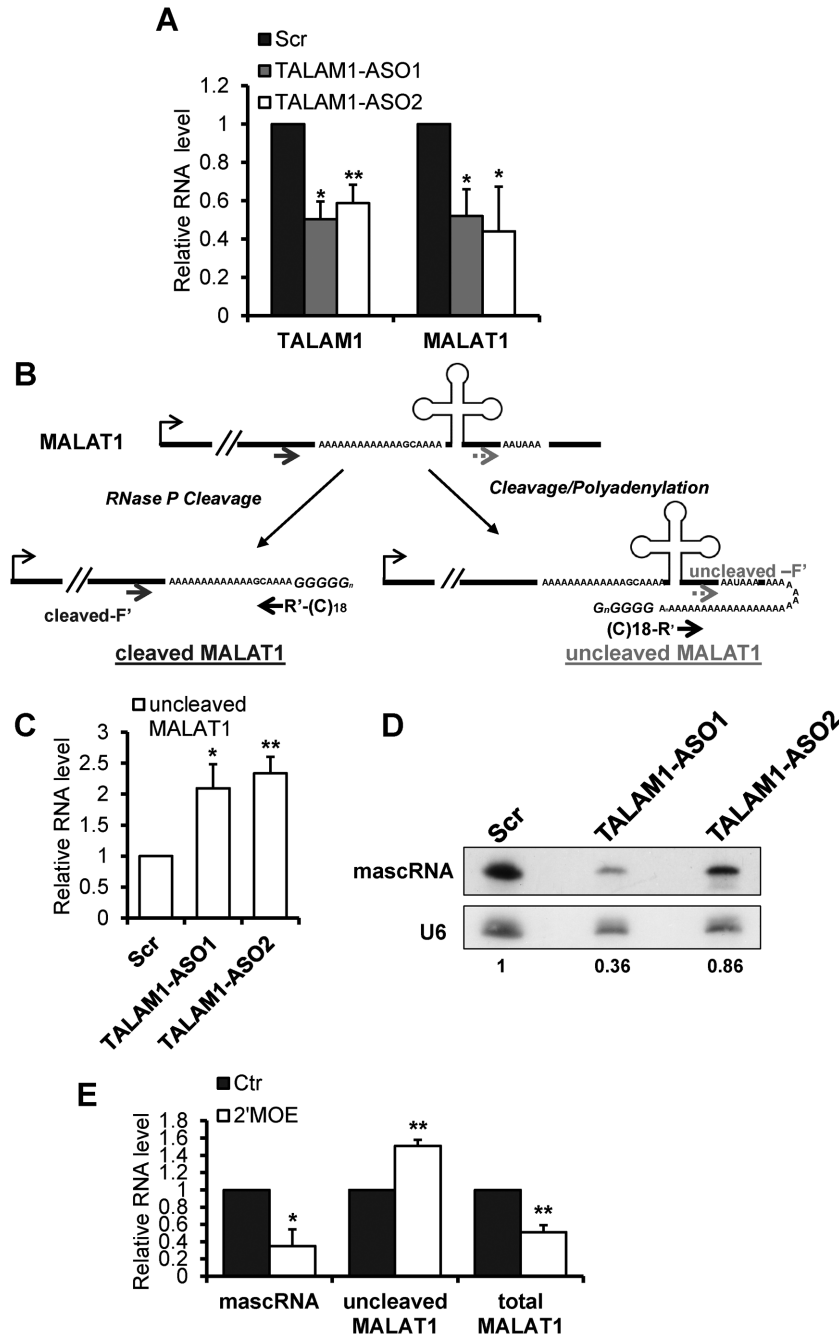 A
Scr
TALAM1-ASO1
TALAM1-ASO2
Relative RNA level
1.2
1
0.8
0.6
0.4
0.2
0
* ** * *
TALAM1 MALAT1
B
MALAT1
AAAAAAAAAAAAAGCAAAA AAUAAA
RNase P Cleavage
Cleavage/Polyadenylation
uncleaved –F'
AAAAAAAAAAAAAGCAAAAGGGGGn
AAAAAAAAAAAAAGCAAAA AAUAAA AAA
cleaved-F'
R'-(C)18
GnGGGG
(C)18-R'
cleaved MALAT1
uncleaved MALAT1
C
uncleaved
MALAT1
Relative RNA level
3
2.5
2
1.5
1
0.5
0
* **
Scr
TALAM1-ASO1
TALAM1-ASO2
D
Scr
TALAM1-ASO1
TALAM1-ASO2
mascRNA
U6
1 0.36 0.86
E
Ctr
2'MOE
Relative RNA level
1.8
1.6
1.4
1.2
1
0.8
0.6
0.4
0.2
0
* ** **
mascRNA
uncleaved
MALAT1
total
MALAT1